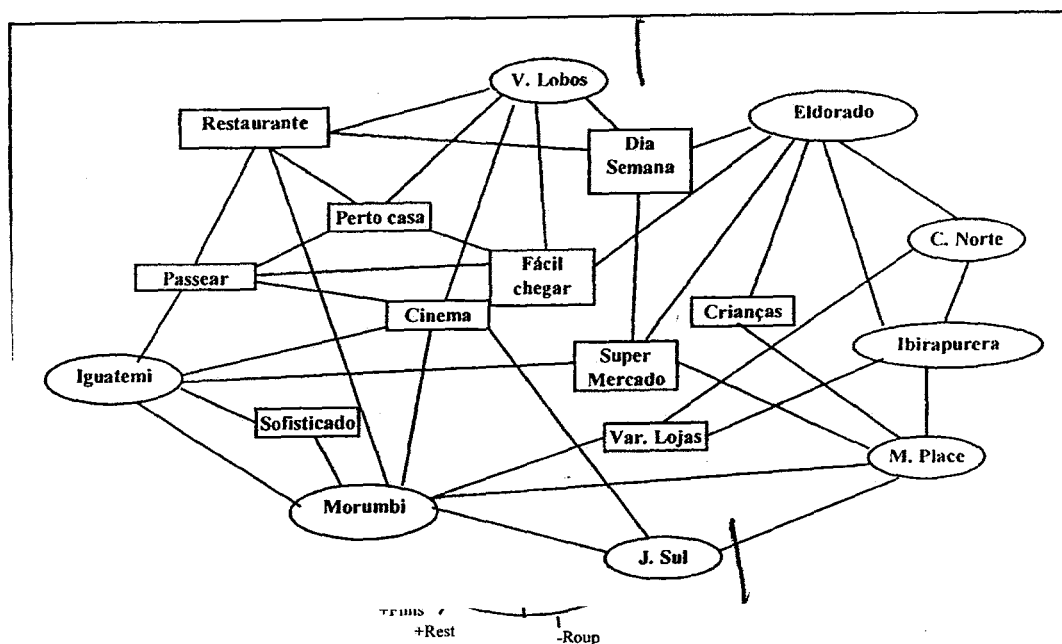 V. Lobos
Eldorado
Restaurante
Dia
Semana
Perto casa
C. Norte
Passear
Fácil
chegar
Cinema
Crianças
Ibirapurera
Iguatemi
Super
Mercado
Sofisticado
Var. Lojas
M. Place
Morumbi
J. Sul
+Rest
-Roup